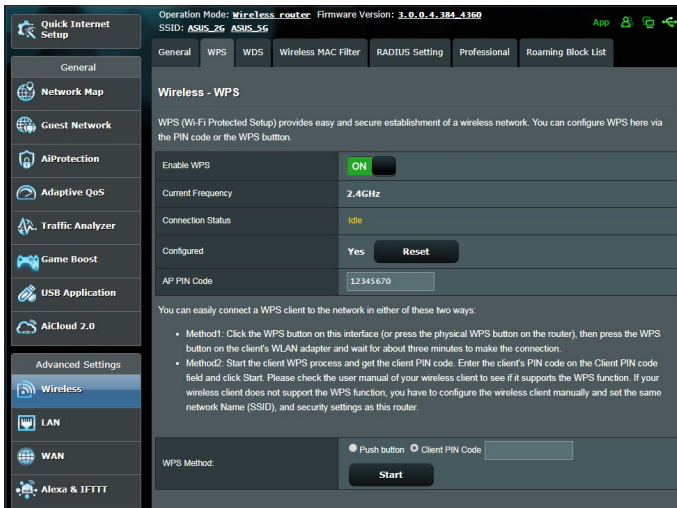 Quick Internet
Setup
Operation Mode: Wireless router Firmware Version: 3.0.0.4.384_4360
SSID: ASUS_2G ASUS_5G
App
General
WPS
WDS
Wireless MAC Filter
RADIUS Setting
Professional
Roaming Block List
General
Network Map
Guest Network
AiProtection
Adaptive QoS
Traffic Analyzer
Game Boost
USB Application
AiCloud 2.0
Advanced Settings
Wireless
LAN
WAN
Alexa & IFTTT
Wireless - WPS
WPS (Wi-Fi Protected Setup) provides easy and secure establishment of a wireless network. You can configure WPS here via
the PIN code or the WPS buttton.
Enable WPS
ON
Current Frequency
2.4GHz
Connection Status
Idle
Configured
Yes
Reset
AP PIN Code
12345670
You can easily connect a WPS client to the network in either of these two ways:
• Method1: Click the WPS button on this interface (or press the physical WPS button on the router), then press the WPS
button on the client's WLAN adapter and wait for about three minutes to make the connection.
• Method2: Start the client WPS process and get the client PIN code. Enter the client's PIN code on the Client PIN code
field and click Start. Please check the user manual of your wireless client to see if it supports the WPS function. If your
wireless client does not support the WPS function, you have to configure the wireless client manually and set the same
network Name (SSID), and security settings as this router.
WPS Method:
Push button
Client PIN Code
Start